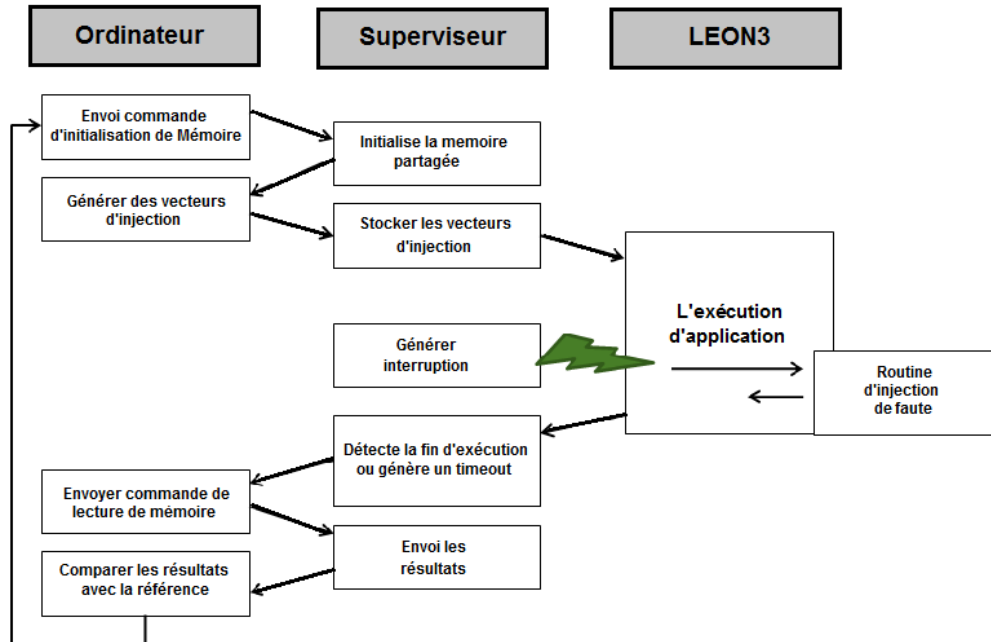 Ordinateur
Superviseur
LEON3
Envoi commande
d'initialisation de Mémoire
Initialise la memoire
partagée
Générer des vecteurs
d'injection
Stocker les vecteurs
d'injection
L'exécution
d'application
Générer
interruption
Routine
d'injection
de faute
Détecte la fin d'exécution
ou génère un timeout
Envoyer commande de
lecture de mémoire
Envoi les
résultats
Comparer les résultats
avec la référence